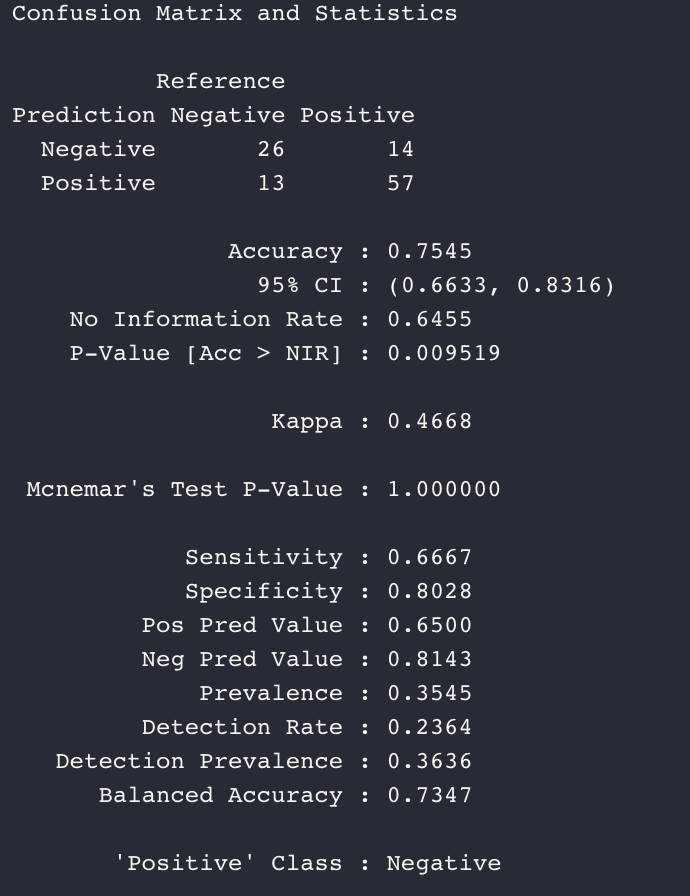 Confusion Matrix and Statistics
Reference
Prediction Negative Positive
Negative 26 14
Positive 13 57
Accuracy : 0.7545
95% CI : (0.6633, 0.8316)
No Information Rate : 0.6455
P-Value [Acc > NIR] : 0.009519
Kappa : 0.4668
Mcnemar's Test P-Value : 1.000000
Sensitivity : 0.6667
Specificity : 0.8028
Pos Pred Value : 0.6500
Neg Pred Value : 0.8143
Prevalence : 0.3545
Detection Rate : 0.2364
Detection Prevalence : 0.3636
Balanced Accuracy : 0.7347
'Positive' Class : Negative